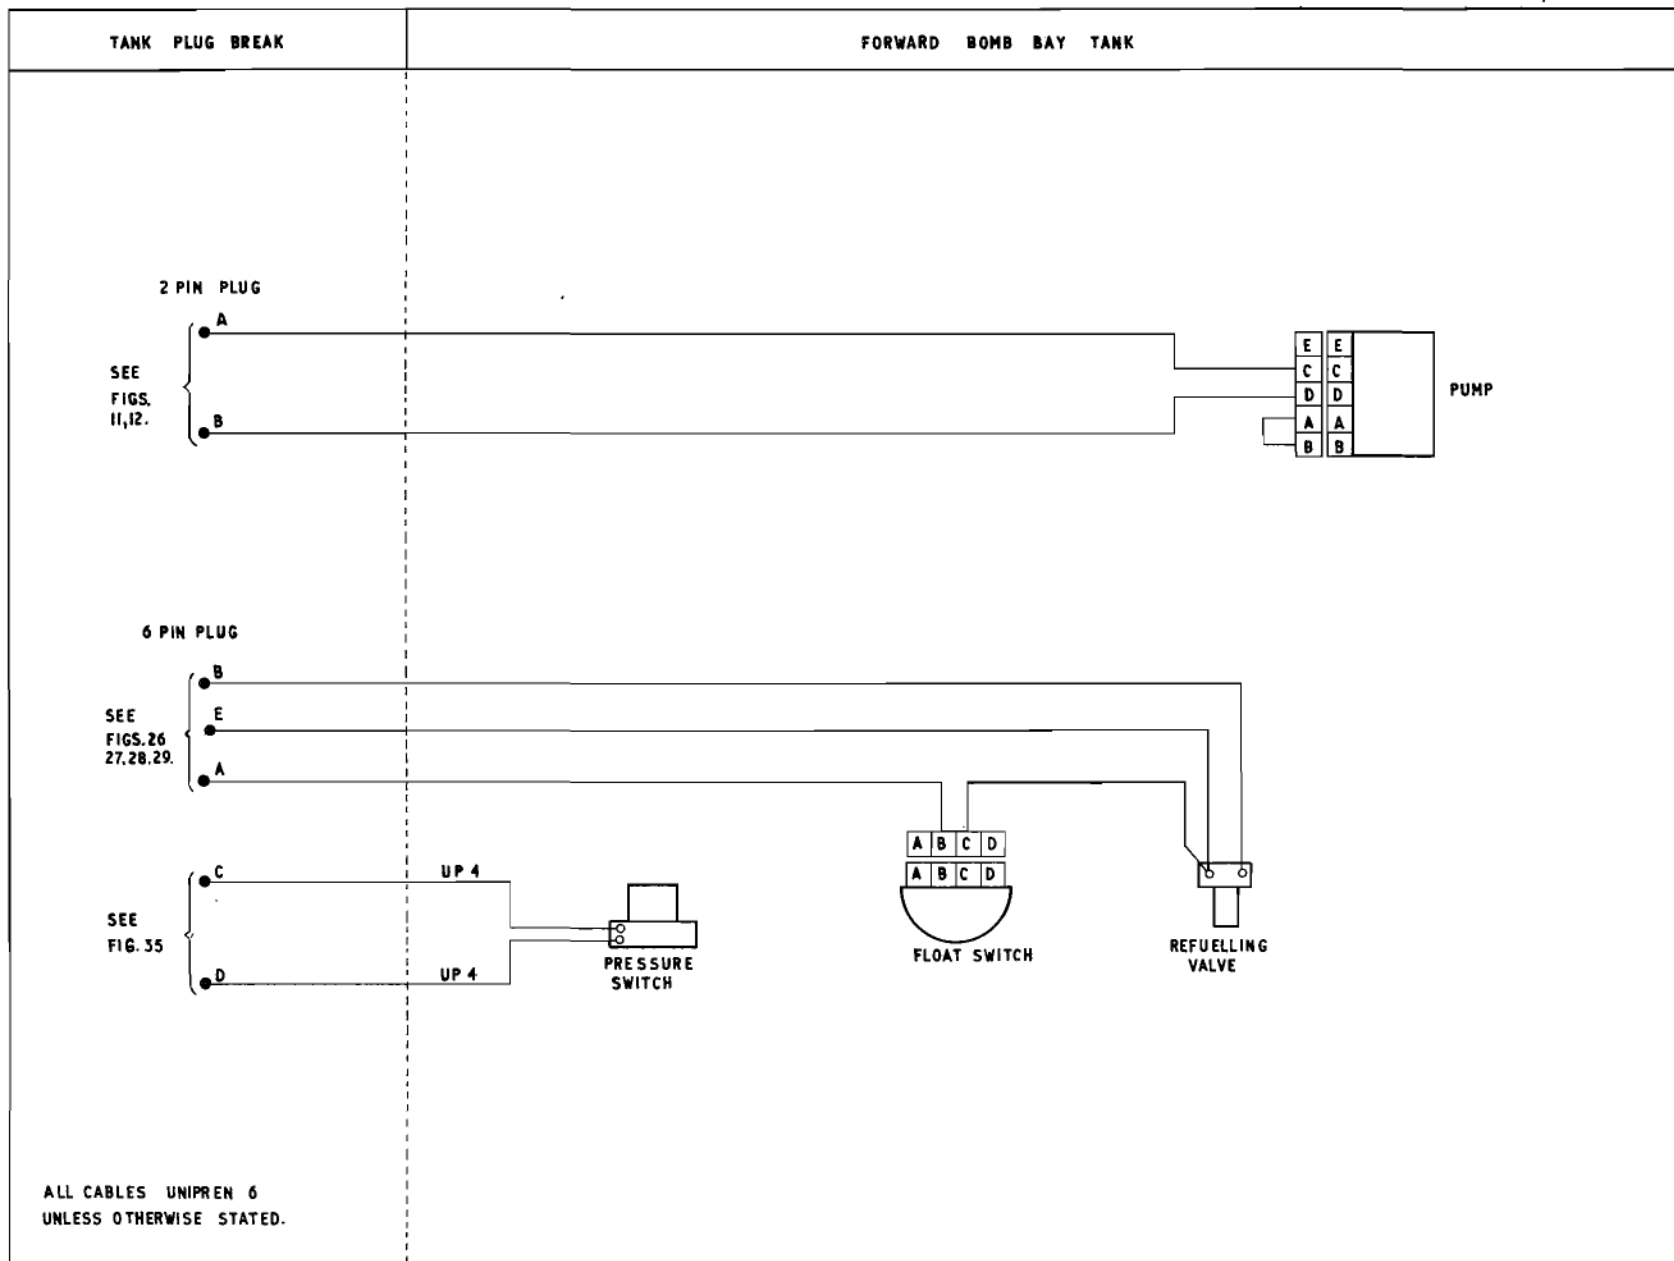 TANK PLUG BREAK
FORWARD BOMB BAY TANK
2 PIN PLUG
A
SEE
FIGS.
11,12.
B
E E
C C
D D
A A
B B
PUMP
6 PIN PLUG
B
SEE
FIGS.26
27,28,29.
E
A
A B C D
A B C D
FLOAT SWITCH
REFUELLING
VALVE
C
UP 4
SEE
FIG.35
D
UP 4
PRESSURE
SWITCH
ALL CABLES UNIPREN 6
UNLESS OTHERWISE STATED.